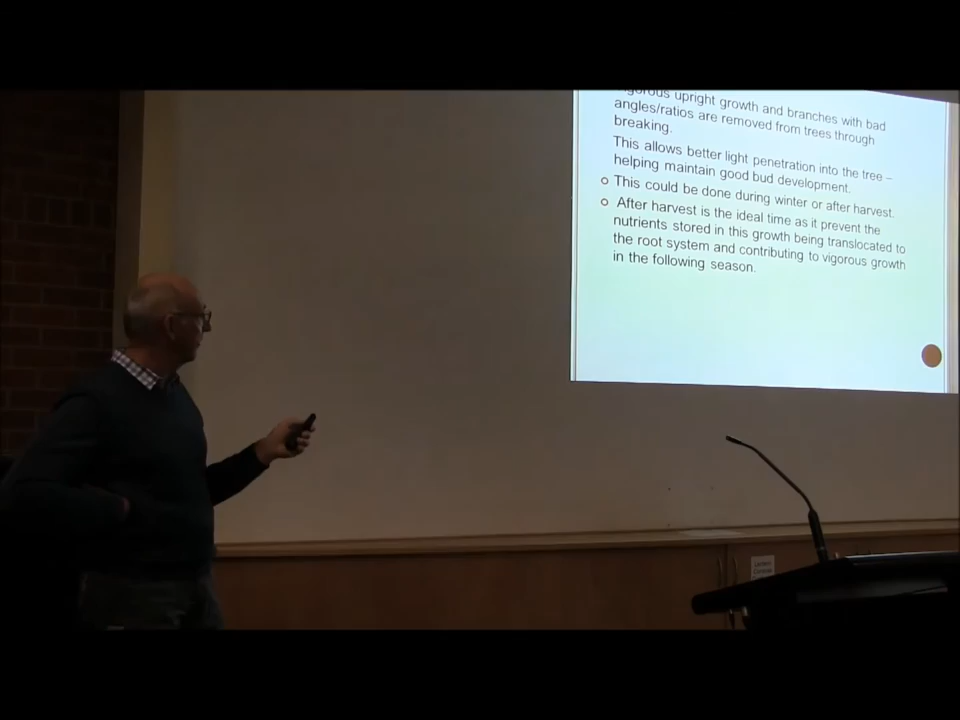 upright growth and branches with bad
angles/ratios are removed from trees through
breaking.
This allows better light penetration into the tree –
helping maintain good bud development.
This could be done during winter or after harvest.
After harvest is the ideal time as it prevent the
nutrients stored in this growth being translocated to
the root system and contributing to vigorous growth
in the following season.